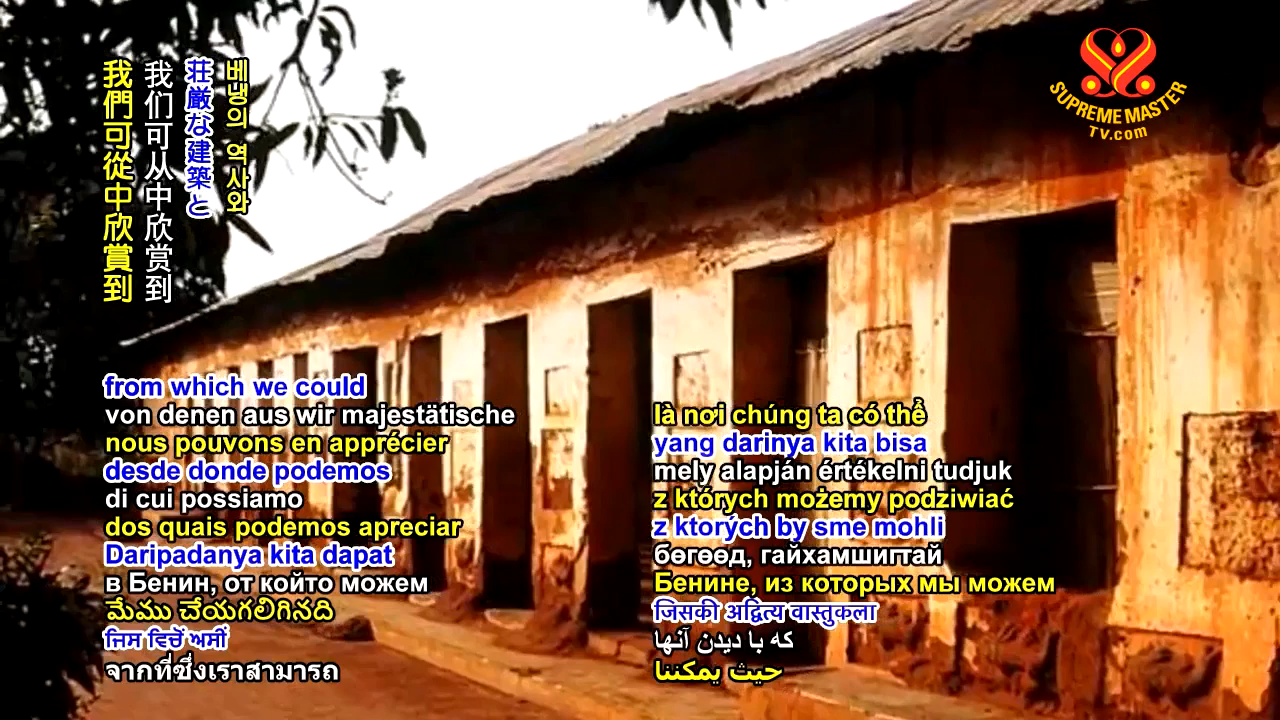 我們可從中欣賞到
我们可从中欣赏到
荘厳な建築と
베냉의 역사와
SUPREME MASTER
TV.com
from which we could
von denen aus wir majestätische
nous pouvons en apprécier
desde donde podemos
di cui possiamo
dos quais podemos apreciar
Daripadanya kita dapat
в Бенин, от който можем
మేము చేయగలిగినది
ਜਿਸ ਵਿਚੋਂ ਅਸੀਂ
จากที่ซึ่งเราสามารถ
là nơi chúng ta có thể
yang darinya kita bisa
mely alapján értékelni tudjuk
z których możemy podziwiać
z ktorých by sme mohli
бөгөөд, гайхамшигтай
Бенине, из которых мы можем
जिसकी अद्वित्य वास्तुकला
که با دیدن آنها
حيث يمكننا